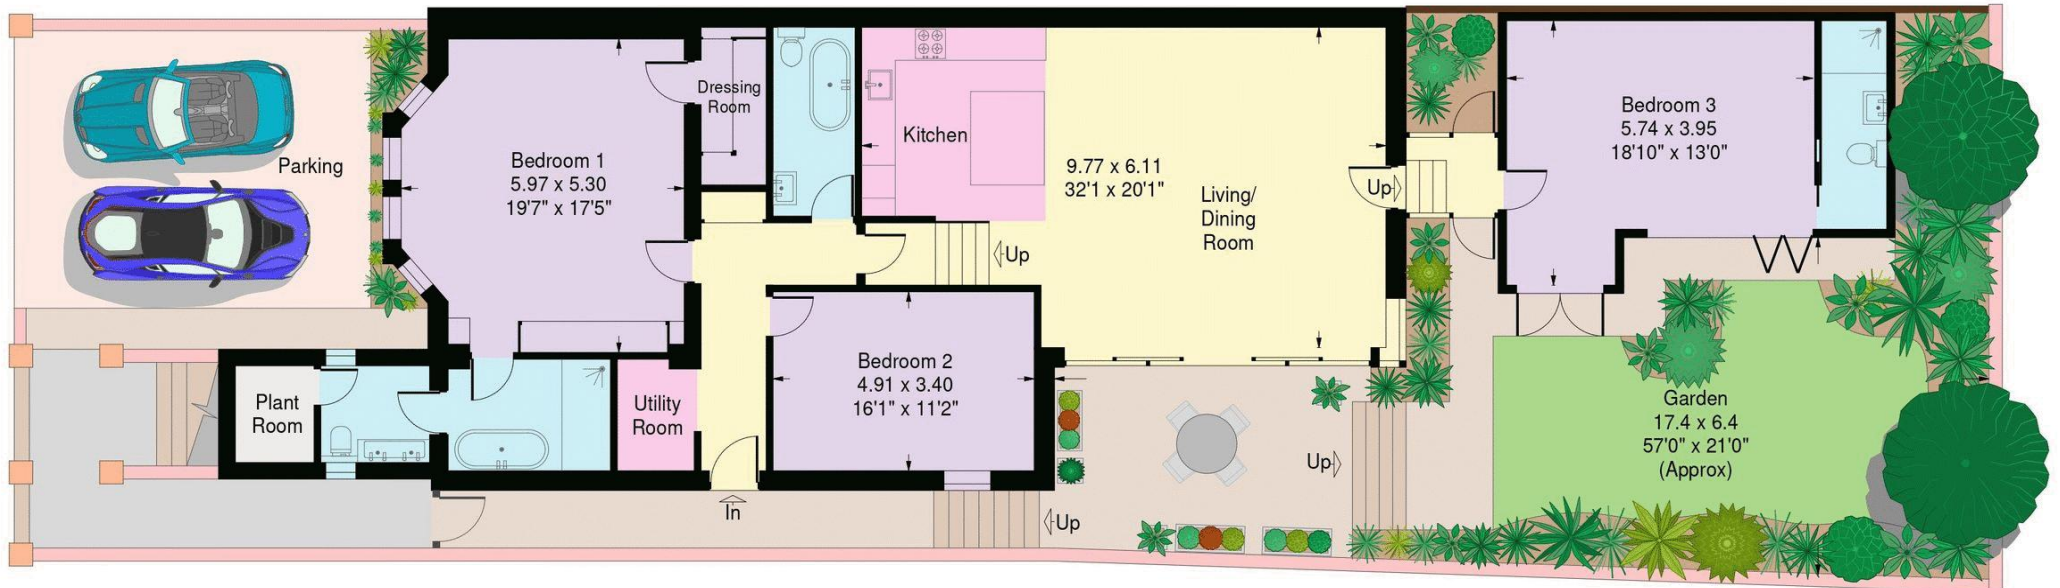 Parking
Bedroom 1
5.97 x 5.30
19'7" x 17'5"
Dressing
Room
Kitchen
9.77 x 6.11
32'1 x 20'1"
Living/
Dining
Room
Up
Up
Bedroom 3
5.74 x 3.95
18'10" x 13'0"
Plant
Room
Utility
Room
Bedroom 2
4.91 x 3.40
16'1" x 11'2"
In
Up
Up
Garden
17.4 x 6.4
57'0" x 21'0"
(Approx)